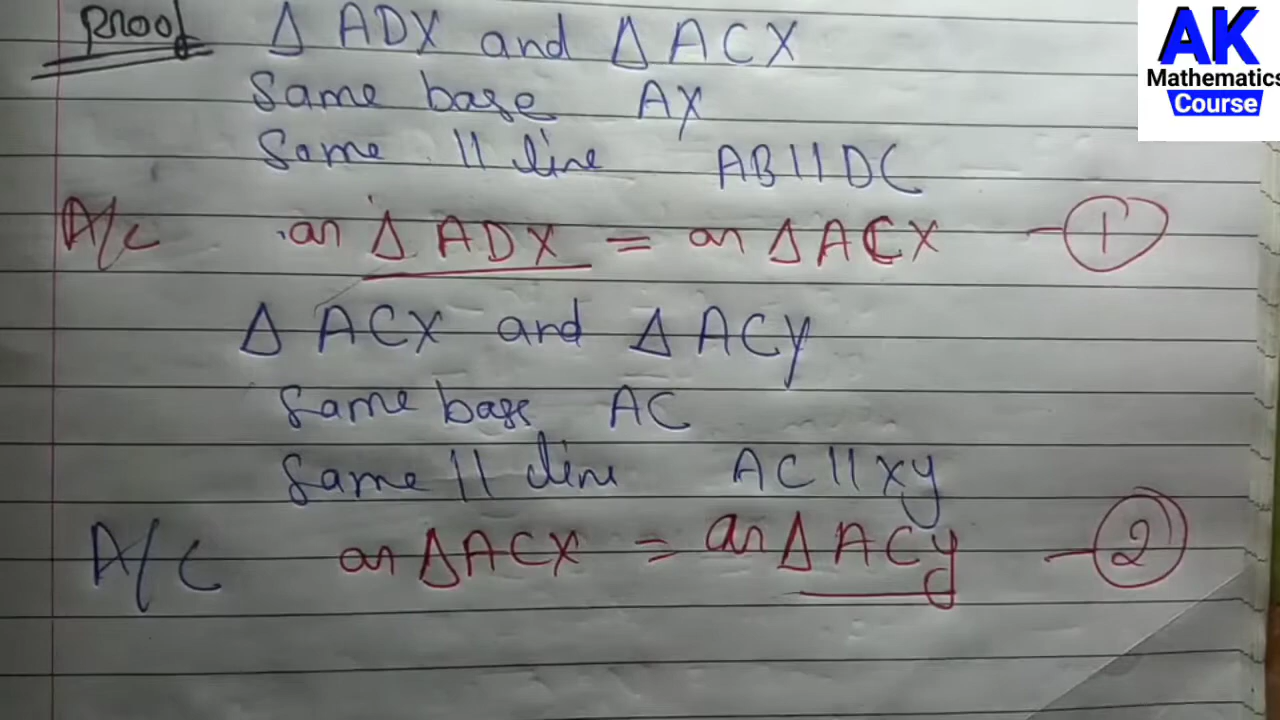 Proof Δ ADX and Δ ACX
Same base AX
Same || line AB||DC
A/c ar Δ ADX = ar Δ ACX - 1
Δ ACX and Δ ACy
Same base AC
Same || line AC||xy
A/c ar Δ ACX = ar Δ ACy - 2
AK
Mathematics
Course